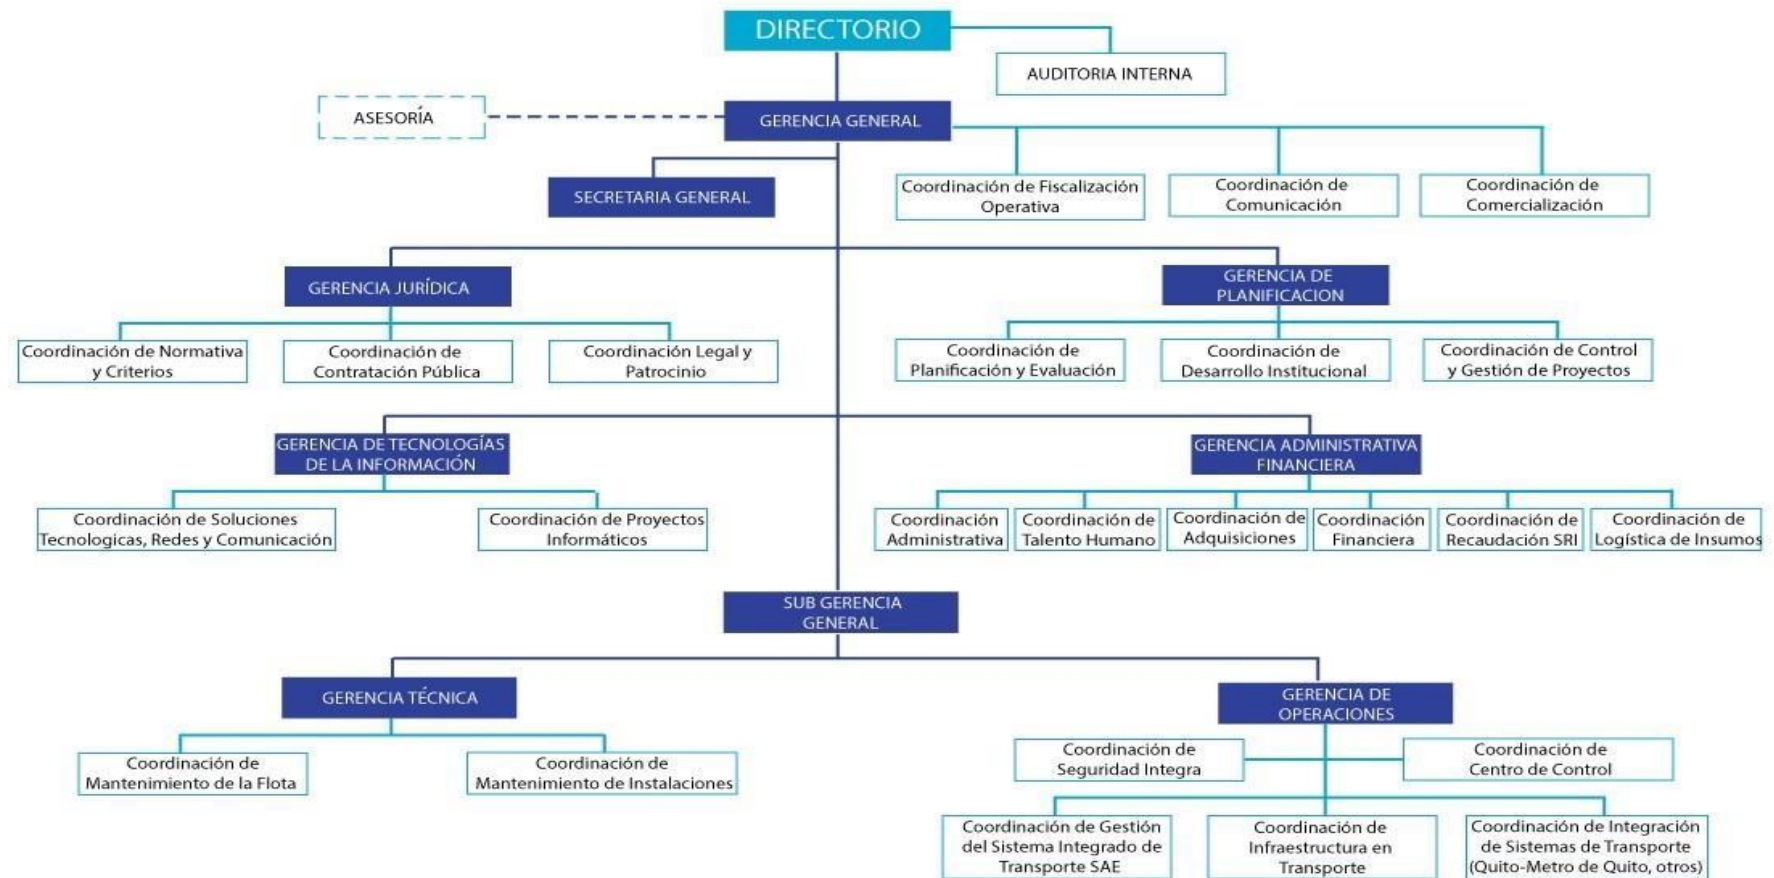 DIRECTORIO
AUDITORIA INTERNA
ASESORÍA
GERENCIA GENERAL
SECRETARIA GENERAL
Coordinación de Fiscalización
Operativa
Coordinación de
Comunicación
Coordinación de
Comercialización
GERENCIA JURÍDICA
GERENCIA DE
PLANIFICACION
Coordinación de Normativa
y Criterios
Coordinación de
Contratación Pública
Coordinación Legal y
Patrocinio
Coordinación de
Planificación y Evaluación
Coordinación de
Desarrollo Institucional
Coordinación de Control
y Gestión de Proyectos
GERENCIA DE TECNOLOGÍAS
DE LA INFORMACIÓN
GERENCIA ADMINISTRATIVA
FINANCIERA
Coordinación de Soluciones
Tecnologicas, Redes y Comunicación
Coordinación de Proyectos
Informáticos
Coordinación
Administrativa
Coordinación de
Talento Humano
Coordinación de
Adquisiciones
Coordinación
Financiera
Coordinación de
Recaudación SRI
Coordinación de
Logística de Insumos
SUB GERENCIA
GENERAL
GERENCIA TÉCNICA
GERENCIA DE
OPERACIONES
Coordinación de
Mantenimiento de la Flota
Coordinación de
Mantenimiento de Instalaciones
Coordinación de
Seguridad Integra
Coordinación de
Centro de Control
Coordinación de Gestión
del Sistema Integrado de
Transporte SAE
Coordinación de
Infraestructura en
Transporte
Coordinación de Integración
de Sistemas de Transporte
(Quito-Metro de Quito, otros)